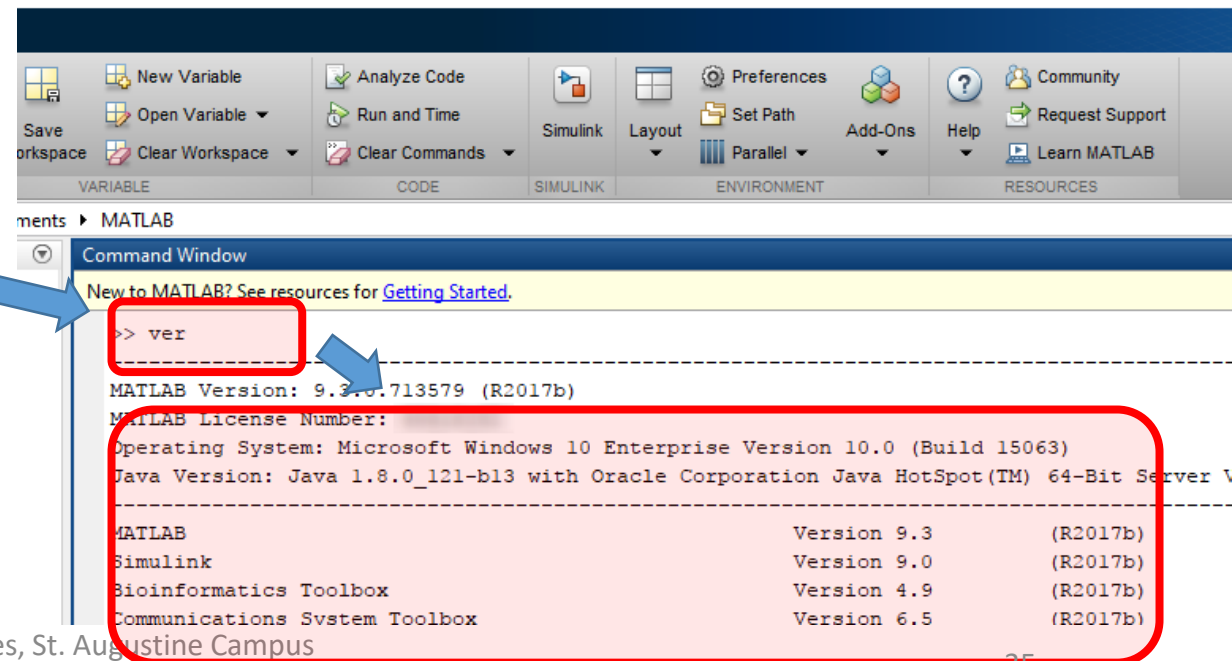 New Variable
Analyze Code
Preferences
Community
Save
Open Variable
Run and Time
Simulink
Layout
Set Path
Add-Ons
Help
Request Support
orkspace
Clear Workspace
Clear Commands
Parallel
Learn MATLAB
VARIABLE
CODE
SIMULINK
ENVIRONMENT
RESOURCES
ments ▸ MATLAB
Command Window
New to MATLAB? See resources for Getting Started.
>> ver
MATLAB Version: 9.3.0.713579 (R2017b)
MATLAB License Number:
Operating System: Microsoft Windows 10 Enterprise Version 10.0 (Build 15063)
Java Version: Java 1.8.0_121-b13 with Oracle Corporation Java HotSpot(TM) 64-Bit Server V
MATLAB Version 9.3 (R2017b)
Simulink Version 9.0 (R2017b)
Bioinformatics Toolbox Version 4.9 (R2017b)
Communications System Toolbox Version 6.5 (R2017b)
es, St. Augustine Campus